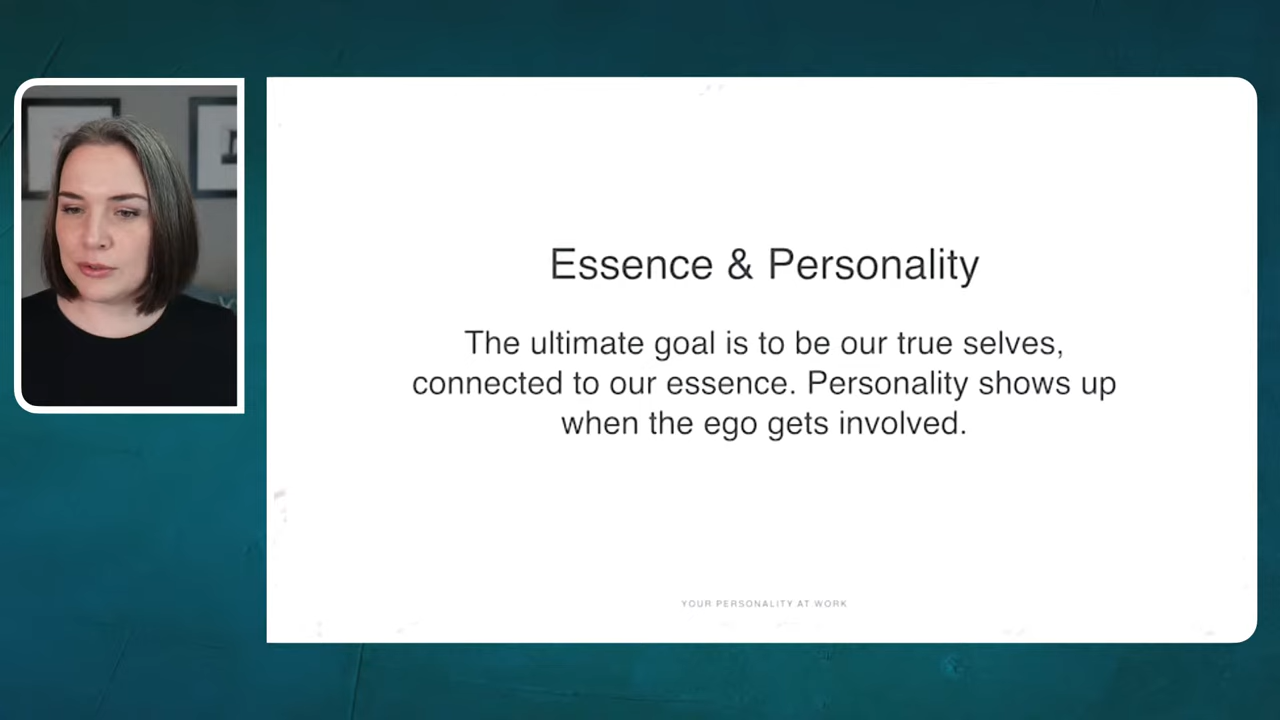 Essence & Personality
The ultimate goal is to be our true selves,
connected to our essence. Personality shows up
when the ego gets involved.
YOUR PERSONALITY AT WORK